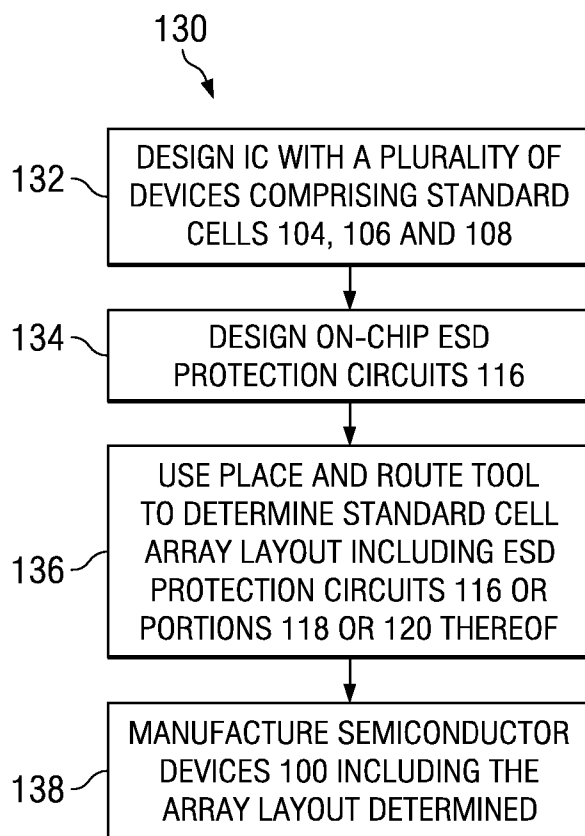 130
132
DESIGN IC WITH A PLURALITY OF
DEVICES COMPRISING STANDARD
CELLS 104, 106 AND 108
134
DESIGN ON-CHIP ESD
PROTECTION CIRCUITS 116
136
USE PLACE AND ROUTE TOOL
TO DETERMINE STANDARD CELL
ARRAY LAYOUT INCLUDING ESD
PROTECTION CIRCUITS 116 OR
PORTIONS 118 OR 120 THEREOF
138
MANUFACTURE SEMICONDUCTOR
DEVICES 100 INCLUDING THE
ARRAY LAYOUT DETERMINED